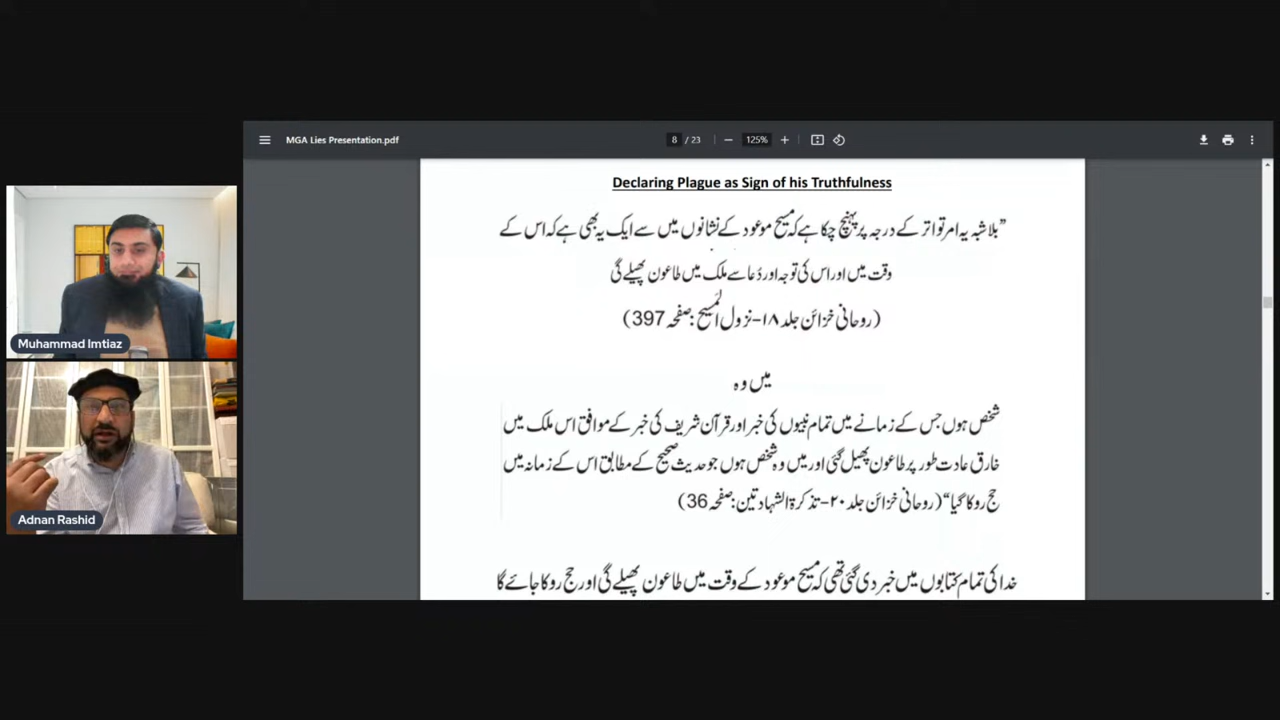 MGA Lies Presentation.pdf
8 / 23
125%
Declaring Plague as Sign of his Truthfulness
”بلاشبہ یہ امر تواتر کے درجہ پر پہنچ چکا ہے کہ مسیح موعود کے نشانوں میں سے ایک یہ بھی ہے کہ اس کے
وقت میں اور اس کی توجہ اور دُعا سے ملک میں طاعون پھیلے گی
(روحانی خزائن جلد ۱۸–نزول المسیح: صفحہ 397)
میں وہ
شخص ہوں جس کے زمانے میں تمام نبیوں کی خبر اور قرآن شریف کی خبر کے موافق اس ملک میں
خارق عادت طور پر طاعون پھیل گئی اور میں وہ شخص ہوں جو حدیث صحیح کے مطابق اس کے زمانہ میں
حج روکا گیا“ (روحانی خزائن جلد ۲۰–تذکرۃ الشہادتین: صفحہ 36)
خدا کی تمام کتابوں میں خبر دی گئی تھی کہ مسیح موعود کے وقت میں طاعون پھیلے گی اور حج روکا جائے گا
Muhammad Imtiaz
Adnan Rashid